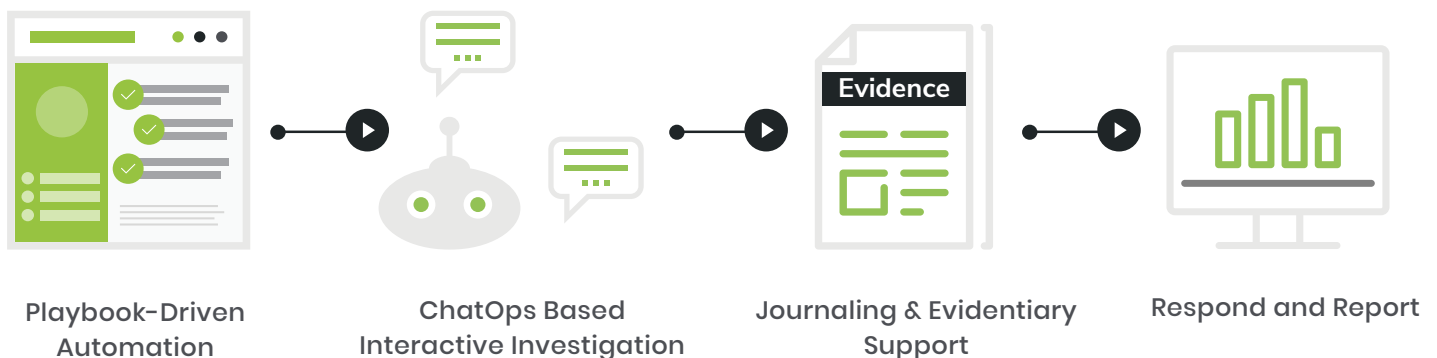 Evidence
Playbook-Driven
Automation
ChatOps Based
Interactive Investigation
Journaling & Evidentiary
Support
Respond and Report